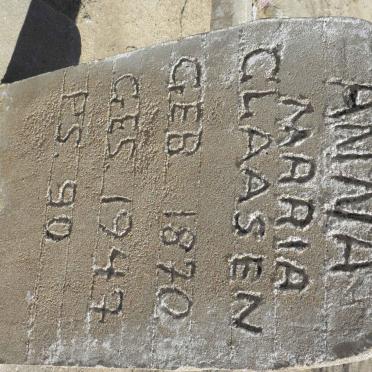 ANNA
MARIA
CLAASEN
GEB 1870
GES. 1947
PS. 90